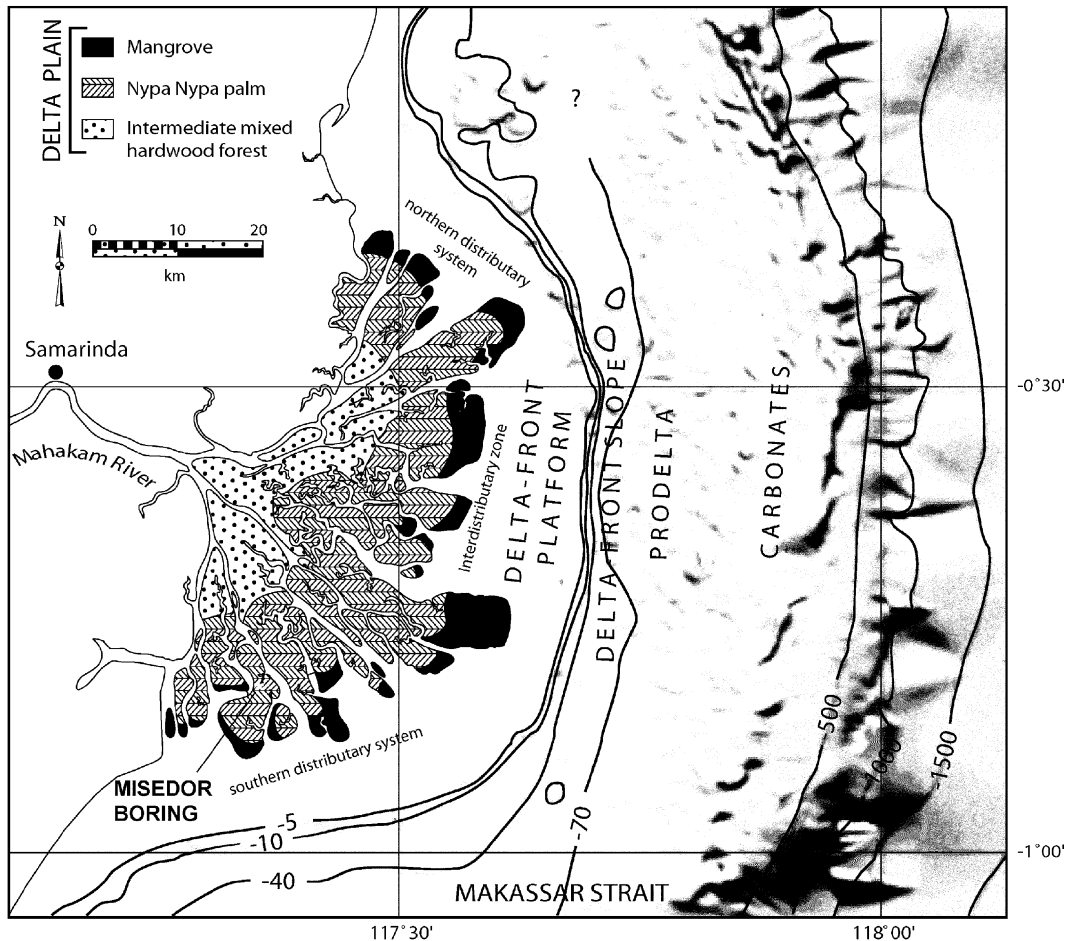 DELTA PLAIN
Mangrove
Nypa Nypa palm
Intermediate mixed
hardwood forest
N
0 10 20
km
?
northern distributary
system
Samarinda
Mahakam River
-0°30'
Interdistributary zone
DELTA-FRONT
PLATFORM
DELTA FRONT SLOPE
PRODELTA
CARBONATES
southern distributary system
MISEDOR
BORING
-5
-10
-40
-70
-500
-1000
-1500
-1°00'
MAKASSAR STRAIT
117°30'
118°00'